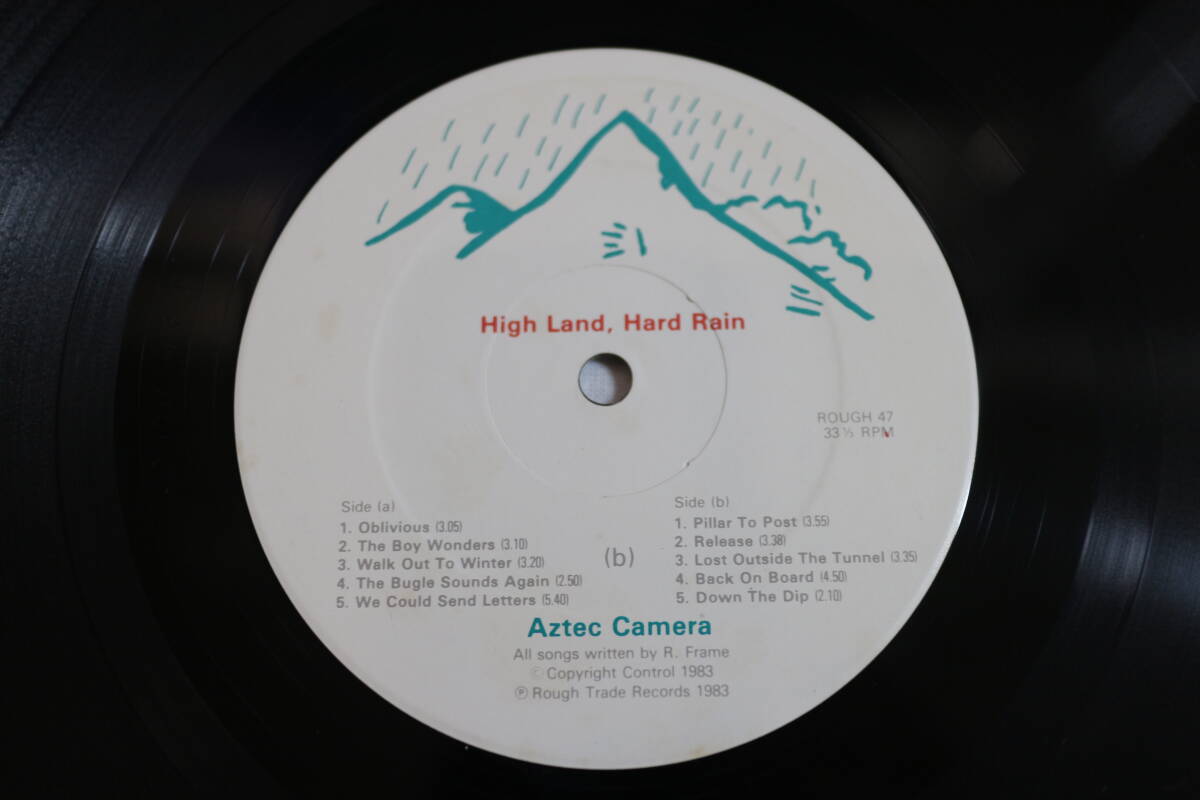 High Land, Hard Rain
ROUGH 47
33⅓ RPM
Side (a)
1. Oblivious (3.05)
2. The Boy Wonders (3.10)
3. Walk Out To Winter (3.20)
4. The Bugle Sounds Again (2.50)
5. We Could Send Letters (5.40)
(b)
Side (b)
1. Pillar To Post (3.55)
2. Release (3.38)
3. Lost Outside The Tunnel (3.35)
4. Back On Board (4.50)
5. Down The Dip (2.10)
Aztec Camera
All songs written by R. Frame
© Copyright Control 1983
℗ Rough Trade Records 1983